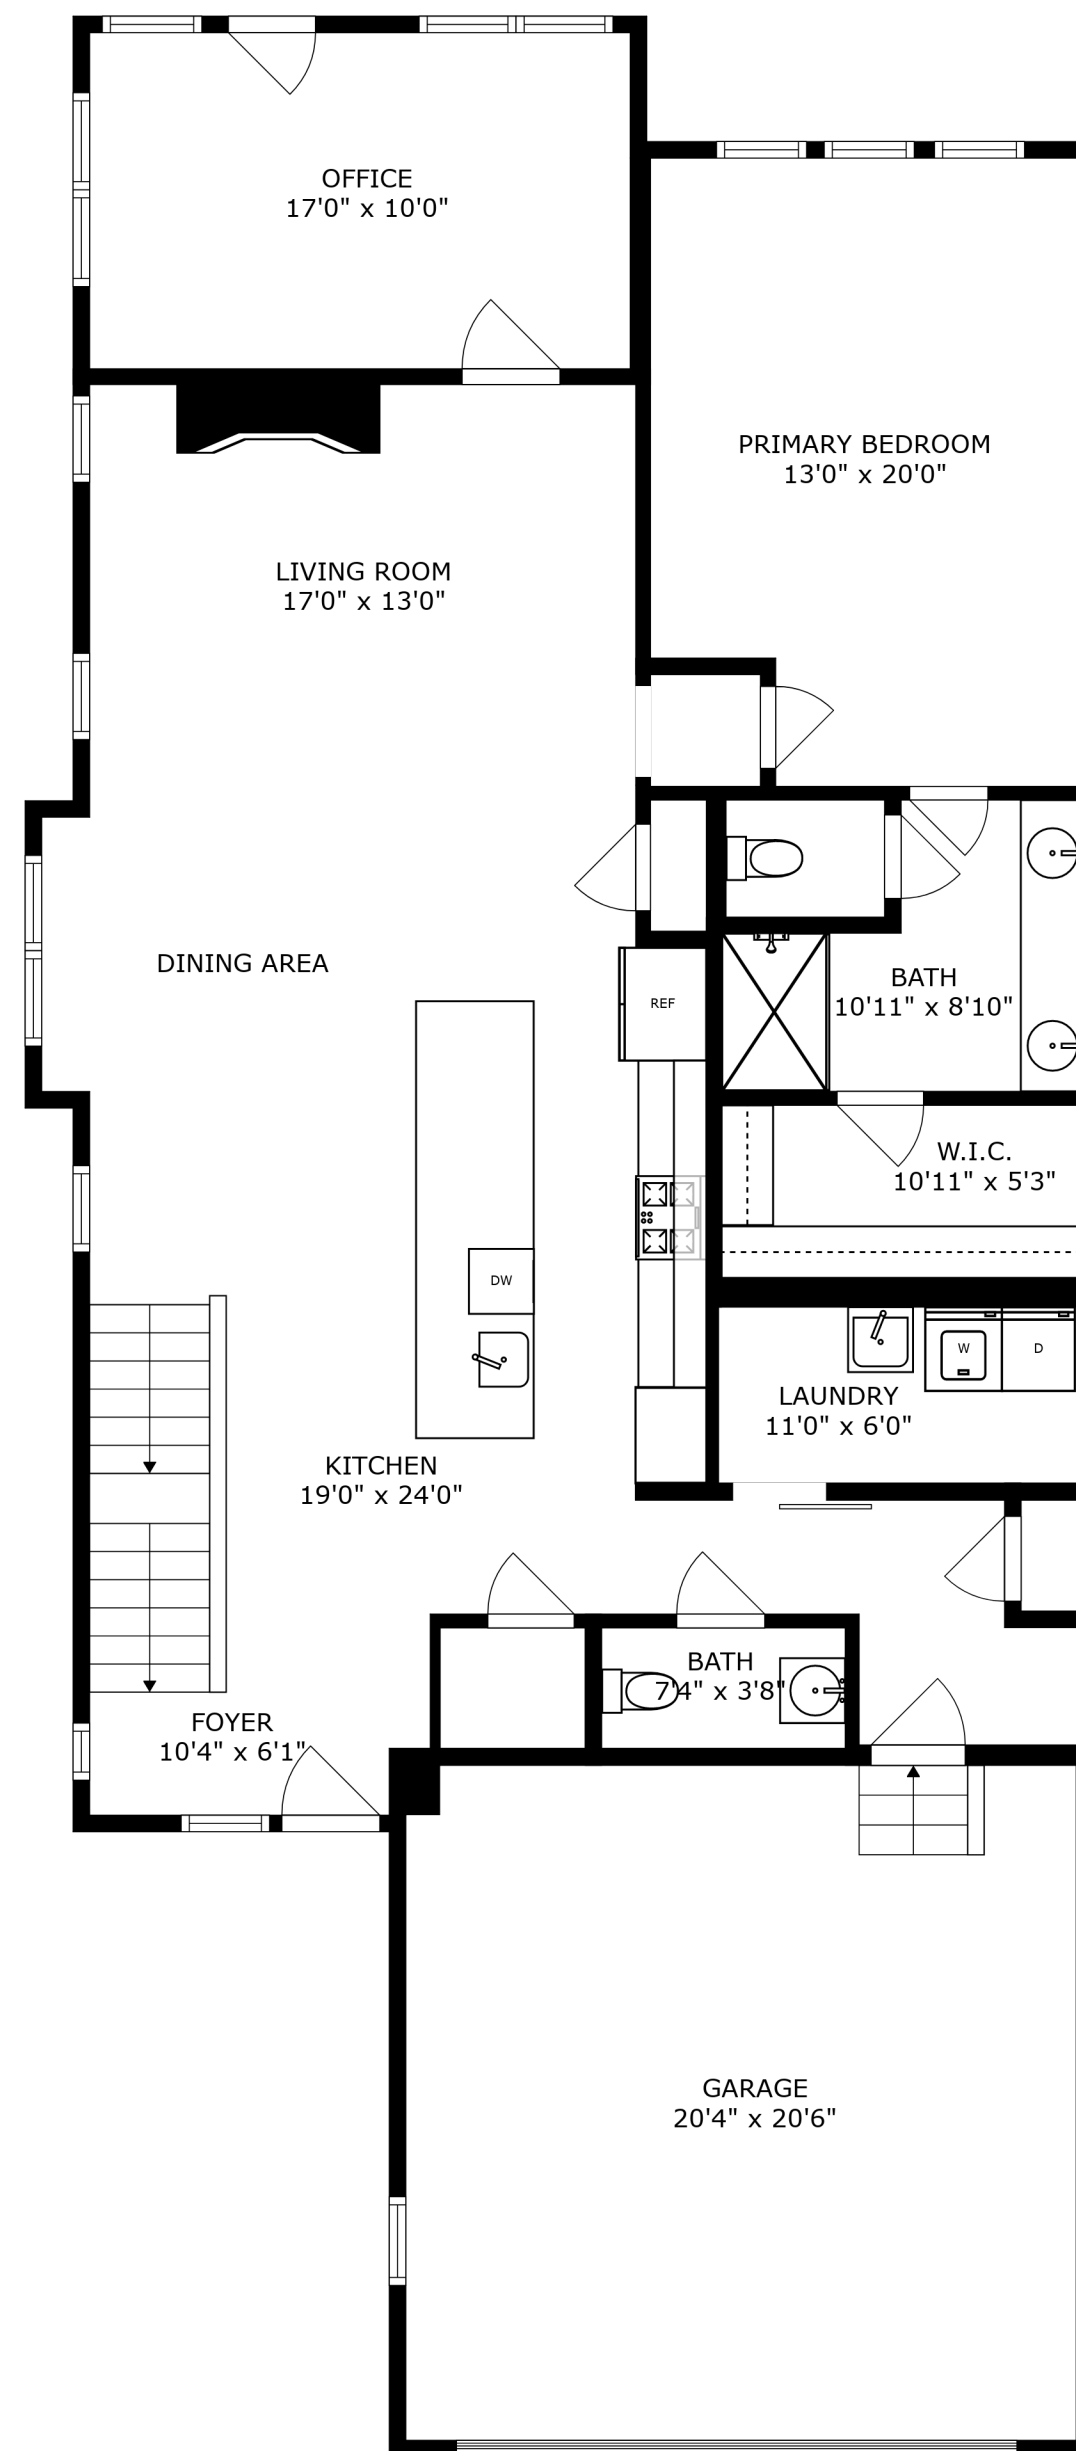 OFFICE
17'0" x 10'0"
PRIMARY BEDROOM
13'0" x 20'0"
LIVING ROOM
17'0" x 13'0"
DINING AREA
REF
BATH
10'11" x 8'10"
W.I.C.
10'11" x 5'3"
DW
W
D
LAUNDRY
11'0" x 6'0"
KITCHEN
19'0" x 24'0"
BATH
7'4" x 3'8"
FOYER
10'4" x 6'1"
GARAGE
20'4" x 20'6"